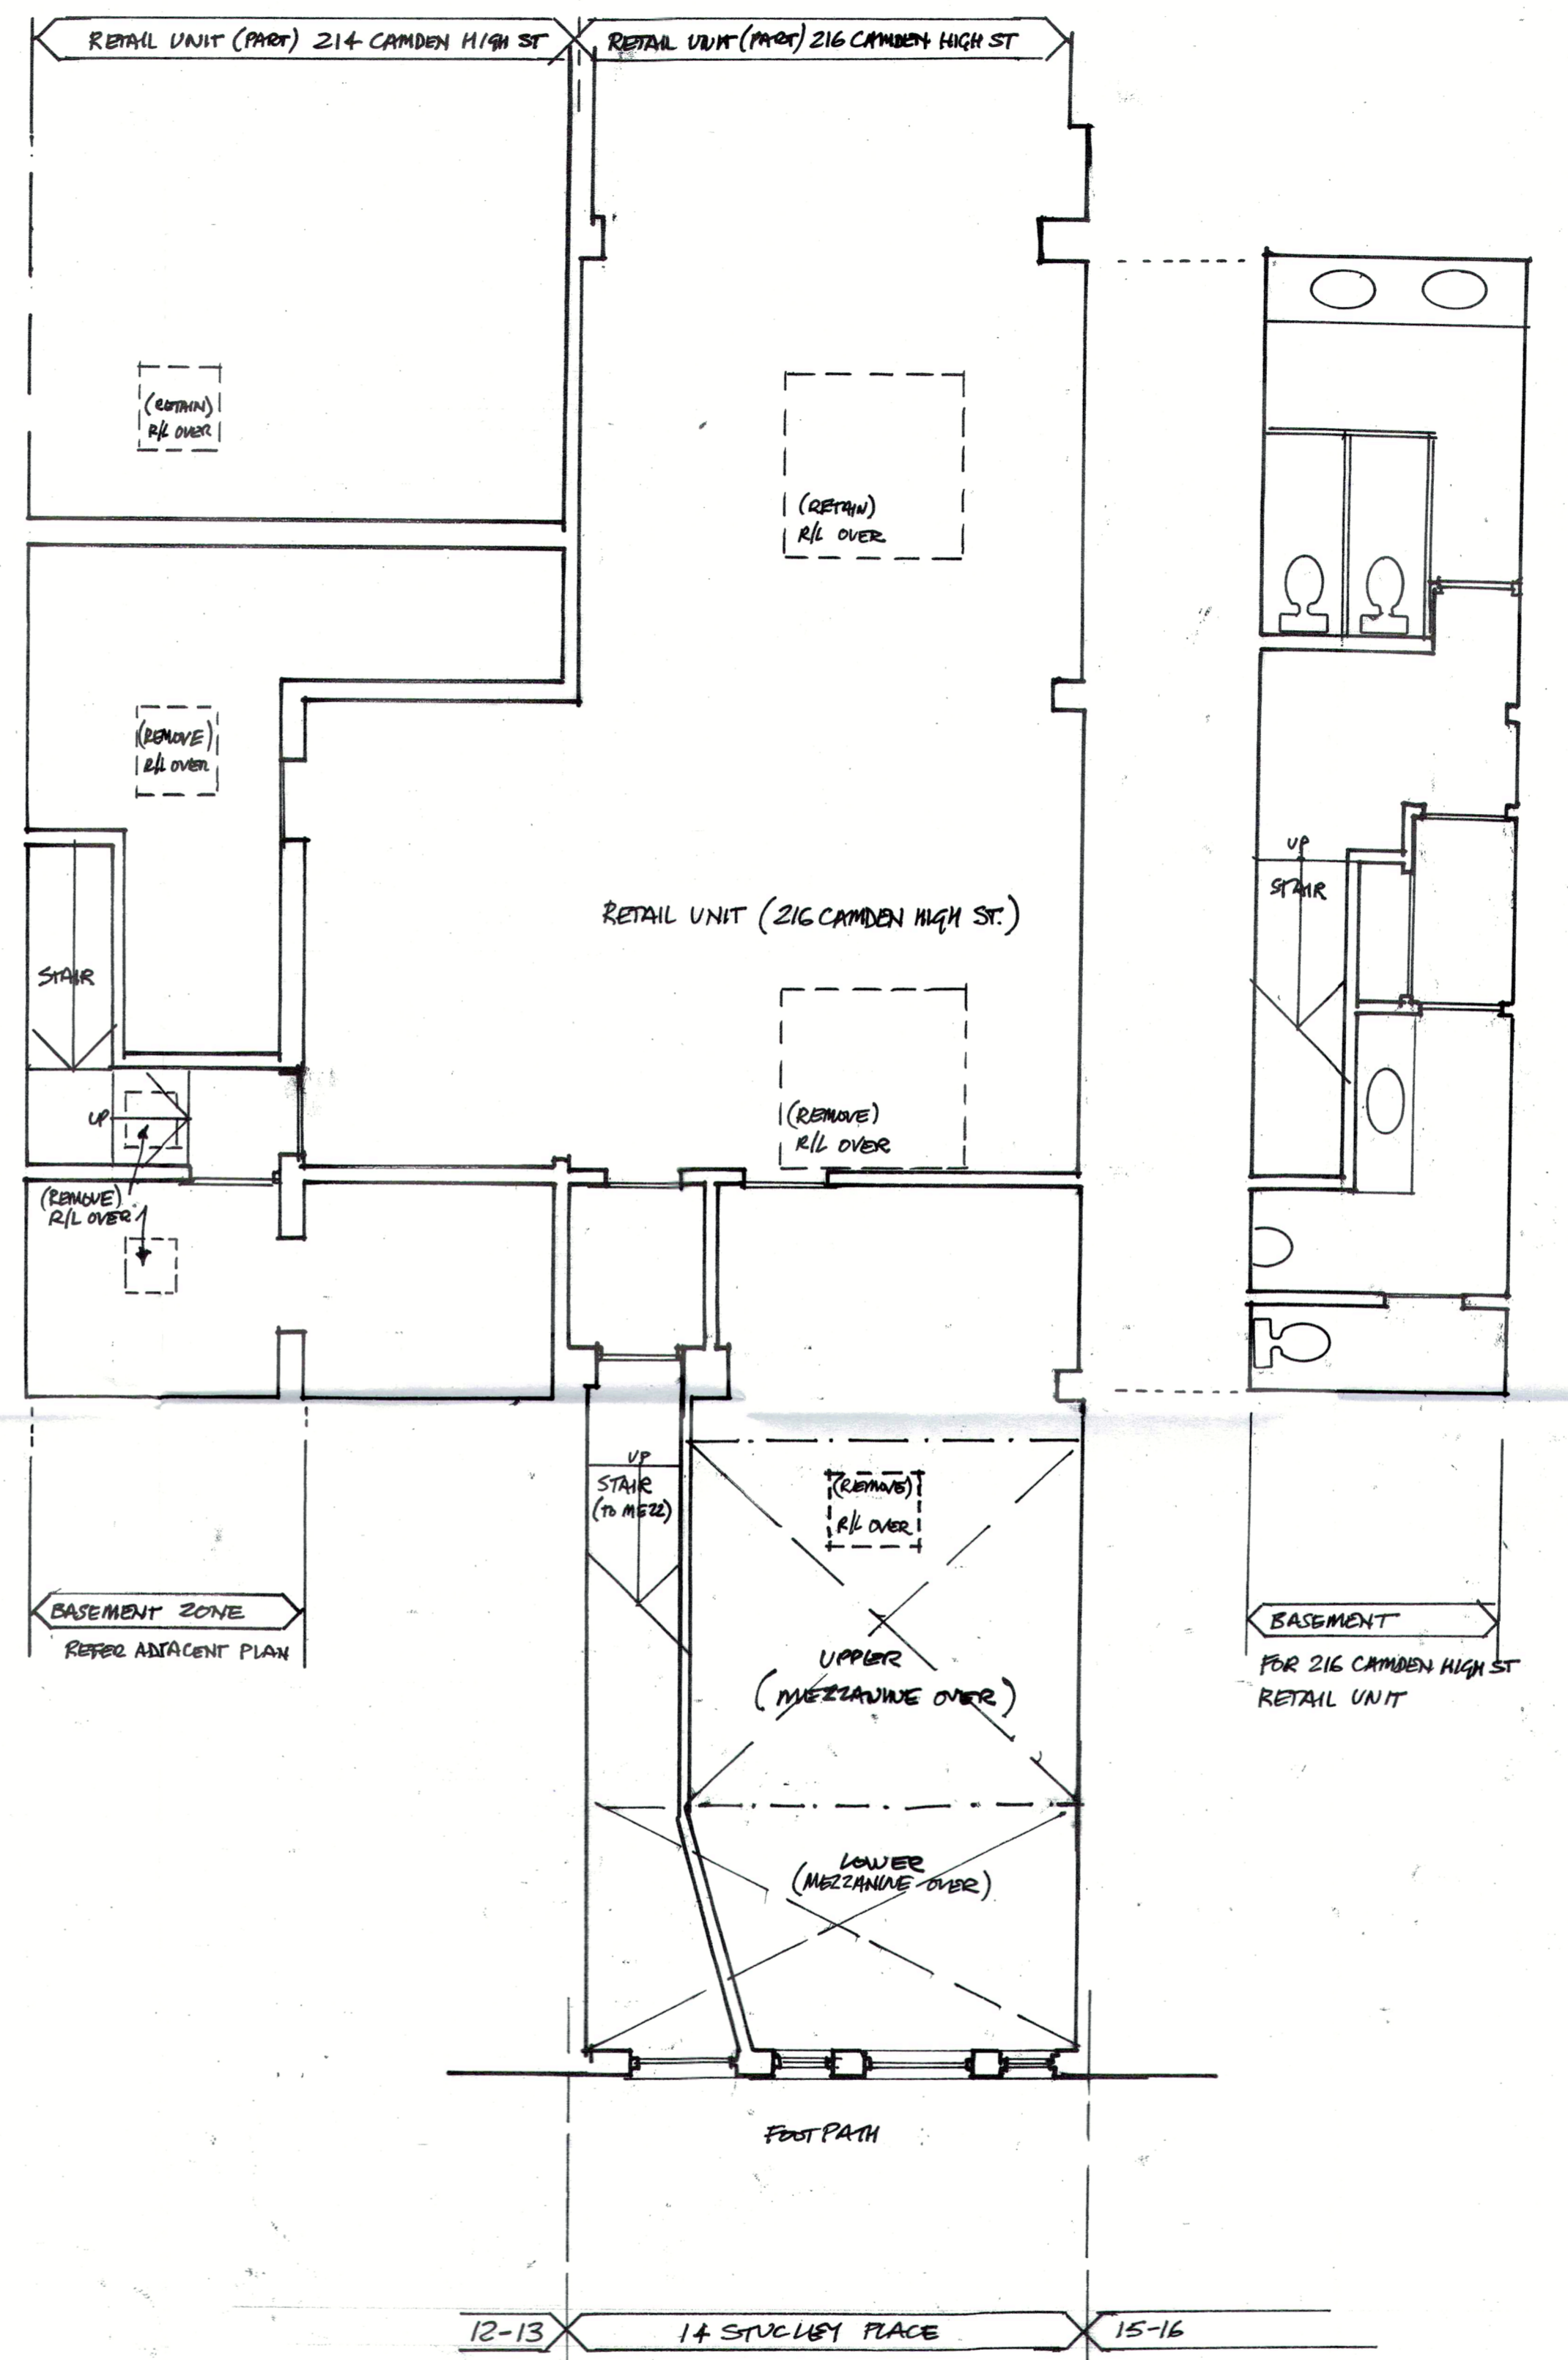 RETAIL UNIT (PART) 214 CAMDEN HIGH ST
RETAIL UNIT (PART) 216 CAMDEN HIGH ST
(RETAIN)
R/L OVER
(RETAIN)
R/L OVER
(REMOVE)
R/L OVER
UP
STAIR
RETAIL UNIT (216 CAMDEN HIGH ST.)
STAIR
UP
(REMOVE)
R/L OVER
(REMOVE)
R/L OVER
UP
STAIR
(TO MEZZ)
(REMOVE)
R/L OVER
BASEMENT ZONE
REFER ADJACENT PLAN
BASEMENT
FOR 216 CAMDEN HIGH ST
RETAIL UNIT
UPPER
(MEZZANINE OVER)
LOWER
(MEZZANINE OVER)
FOOTPATH
12-13
14 STUCLEY PLACE
15-16